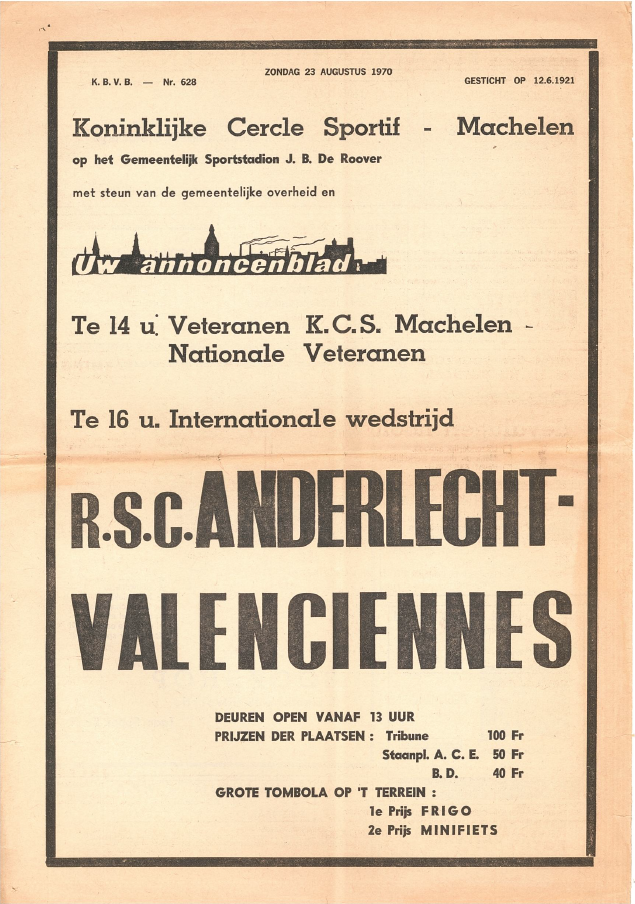 ZONDAG 23 AUGUSTUS 1970
K. B. V. B. — Nr. 628
GESTICHT OP 12.6.1921
Koninklijke Cercle Sportif - Machelen
op het Gemeentelijk Sportstadion J. B. De Roover
met steun van de gemeentelijke overheid en
Uw annoncenblad
Te 14 u. Veteranen K.C.S. Machelen -
Nationale Veteranen
Te 16 u. Internationale wedstrijd
R.S.C. ANDERLECHT-
VALENCIENNES
DEUREN OPEN VANAF 13 UUR
PRIJZEN DER PLAATSEN : Tribune 100 Fr
Staanpl. A. C. E. 50 Fr
B. D. 40 Fr
GROTE TOMBOLA OP 'T TERREIN :
1e Prijs FRIGO
2e Prijs MINIFIETS